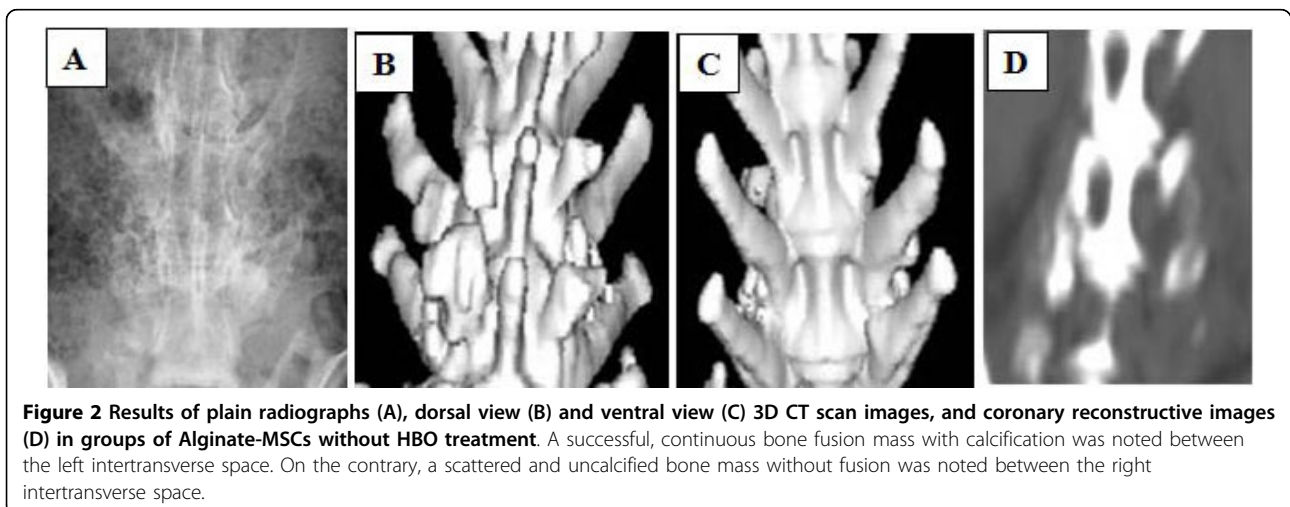 A
B
C
D
Figure 2 Results of plain radiographs (A), dorsal view (B) and ventral view (C) 3D CT scan images, and coronary reconstructive images
(D) in groups of Alginate-MSCs without HBO treatment. A successful, continuous bone fusion mass with calcification was noted between
the left intertransverse space. On the contrary, a scattered and uncalcified bone mass without fusion was noted between the right
intertransverse space.